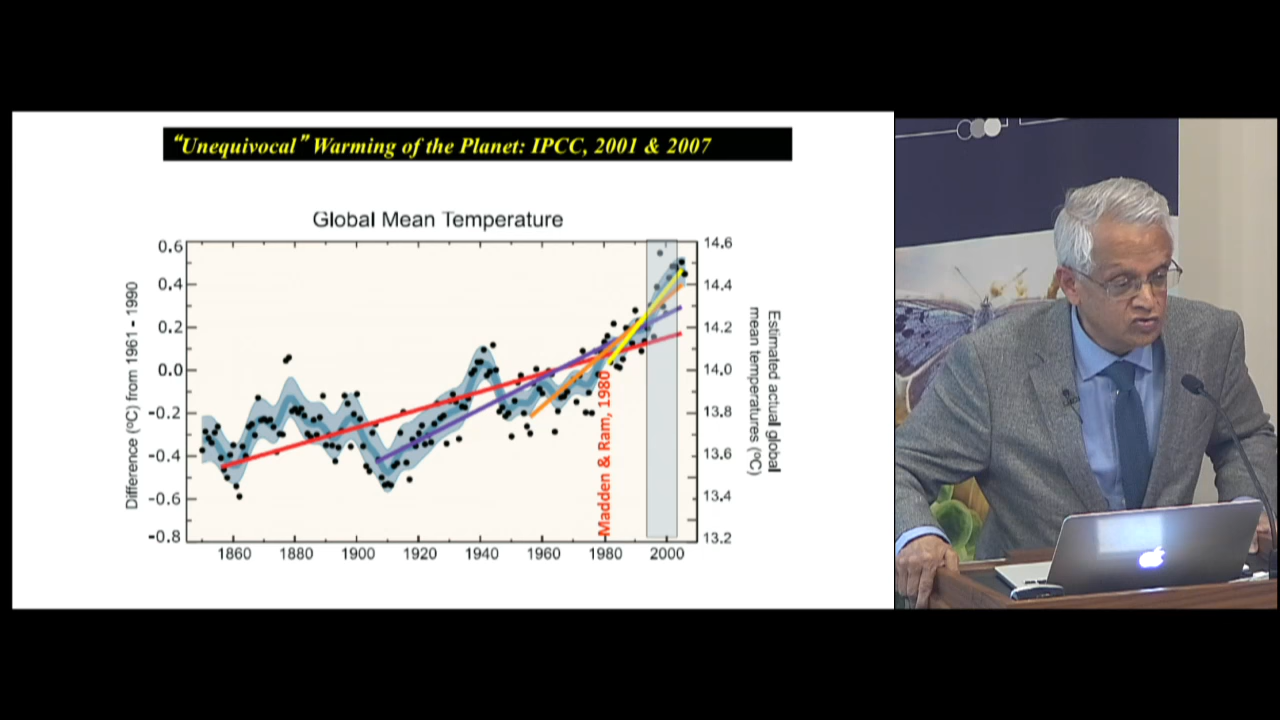 “Unequivocal” Warming of the Planet: IPCC, 2001 & 2007
Global Mean Temperature
Difference (°C) from 1961 - 1990
0.6
0.4
0.2
0.0
-0.2
-0.4
-0.6
-0.8
14.6
14.4
14.2
14.0
13.8
13.6
13.4
13.2
Estimated actual global
mean temperatures (°C)
Madden & Ram, 1980
1860 1880 1900 1920 1940 1960 1980 2000